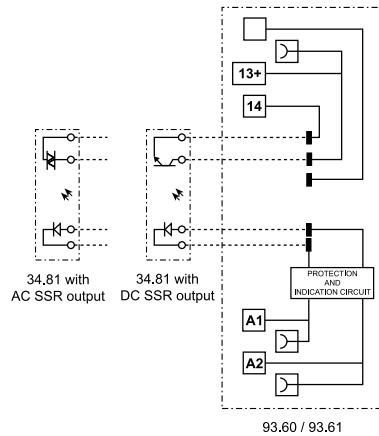 13+
14
PROTECTION
AND
INDICATION CIRCUIT
34.81 with
AC SSR output
34.81 with
DC SSR output
A1
A2
93.60 / 93.61